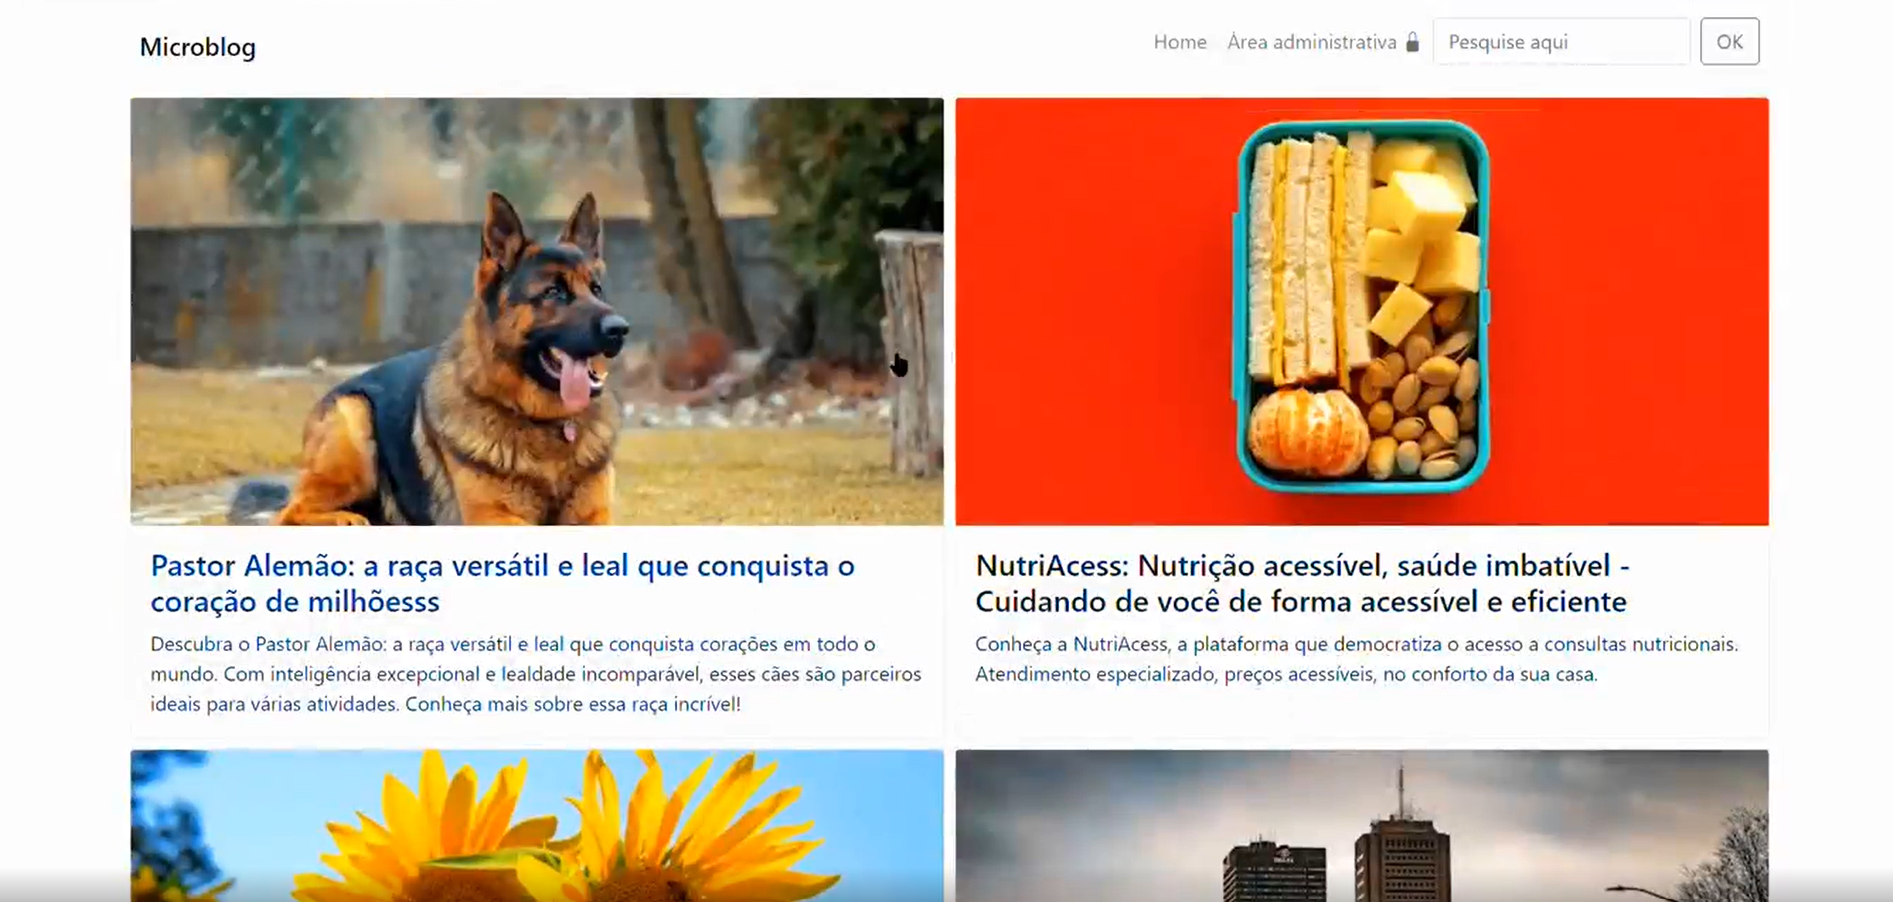 Microblog
Home Área administrativa Pesquise aqui OK
Pastor Alemão: a raça versátil e leal que conquista o
coração de milhõesss
Descubra o Pastor Alemão: a raça versátil e leal que conquista corações em todo o
mundo. Com inteligência excepcional e lealdade incomparável, esses cães são parceiros
ideais para várias atividades. Conheça mais sobre essa raça incrível!
NutriAcess: Nutrição acessível, saúde imbatível -
Cuidando de você de forma acessível e eficiente
Conheça a NutriAcess, a plataforma que democratiza o acesso a consultas nutricionais.
Atendimento especializado, preços acessíveis, no conforto da sua casa.